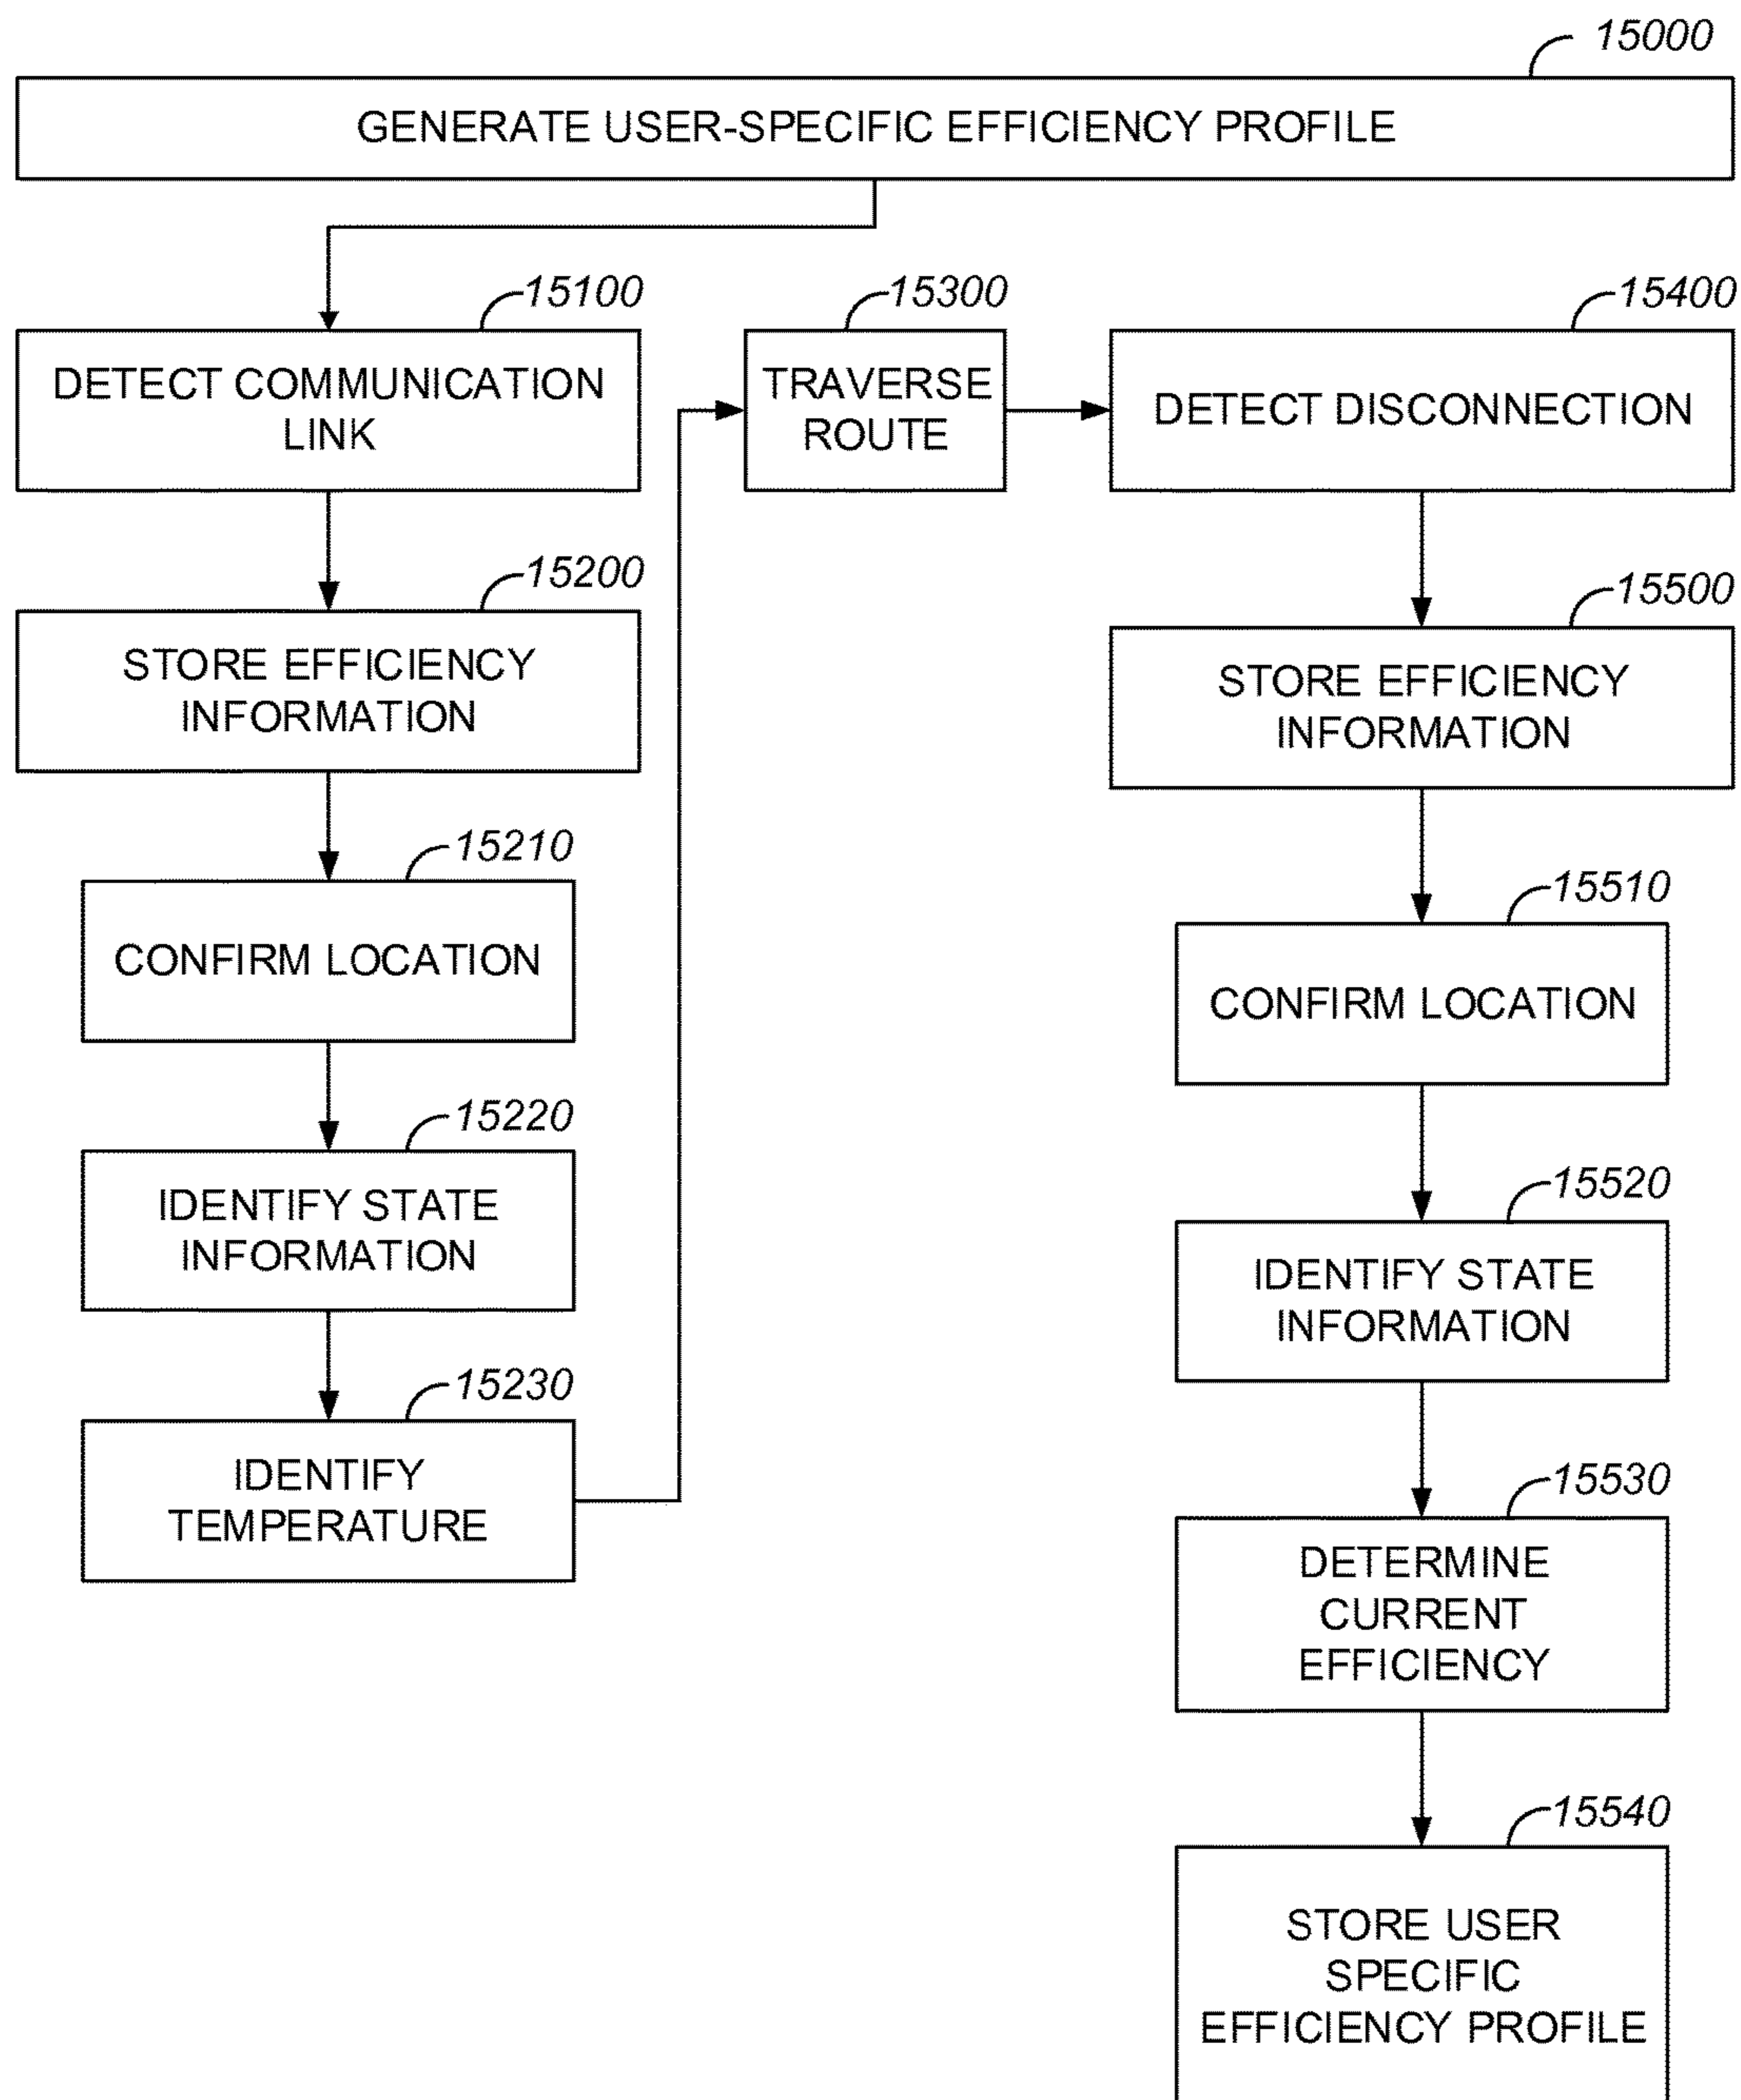 15000
GENERATE USER-SPECIFIC EFFICIENCY PROFILE
15100
DETECT COMMUNICATION
LINK
15200
STORE EFFICIENCY
INFORMATION
15210
CONFIRM LOCATION
15220
IDENTIFY STATE
INFORMATION
15230
IDENTIFY
TEMPERATURE
15300
TRAVERSE
ROUTE
15400
DETECT DISCONNECTION
15500
STORE EFFICIENCY
INFORMATION
15510
CONFIRM LOCATION
15520
IDENTIFY STATE
INFORMATION
15530
DETERMINE
CURRENT
EFFICIENCY
15540
STORE USER
SPECIFIC
EFFICIENCY PROFILE